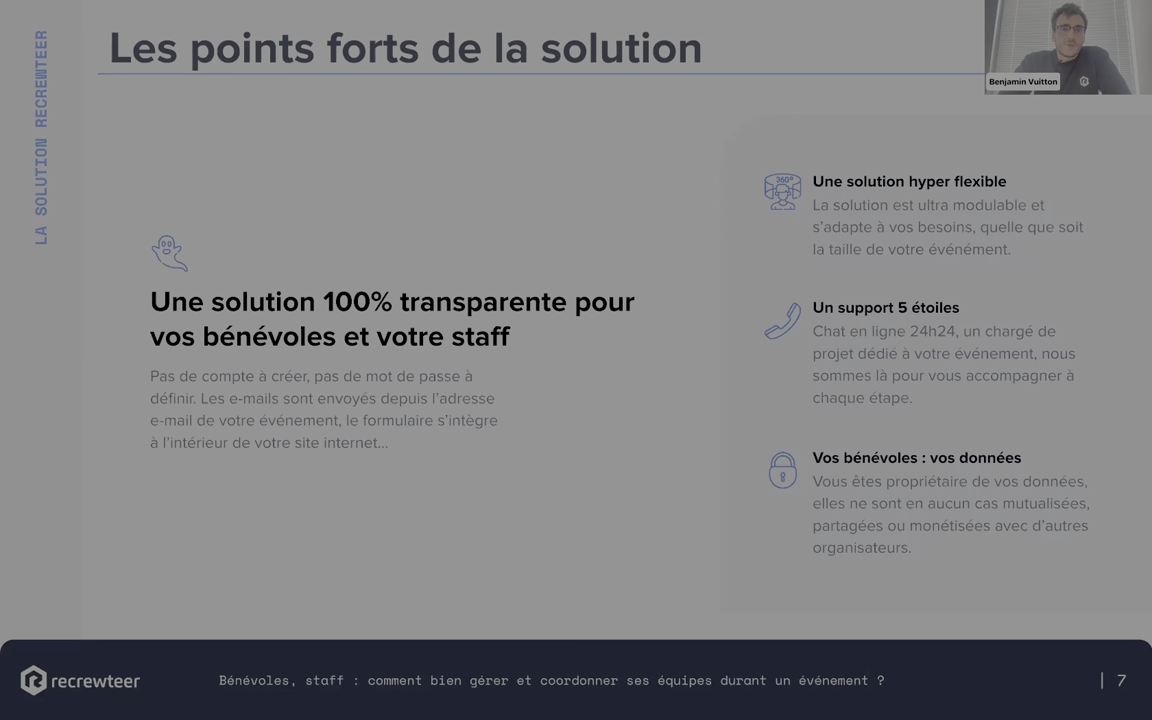 LA SOLUTION RECREWTEER
Les points forts de la solution
Benjamin Vuitton
Une solution 100% transparente pour
vos bénévoles et votre staff
Pas de compte à créer, pas de mot de passe à
définir. Les e-mails sont envoyés depuis l'adresse
e-mail de votre événement, le formulaire s'intègre
à l'intérieur de votre site internet...
360°
Une solution hyper flexible
La solution est ultra modulable et
s'adapte à vos besoins, quelle que soit
la taille de votre événément.
Un support 5 étoiles
Chat en ligne 24h24, un chargé de
projet dédié à votre événement, nous
sommes là pour vous accompagner à
chaque étape.
Vos bénévoles : vos données
Vous êtes propriétaire de vos données,
elles ne sont en aucun cas mutualisées,
partagées ou monétisées avec d'autres
organisateurs.
recrewteer
Bénévoles, staff : comment bien gérer et coordonner ses équipes durant un événement ?
| 7